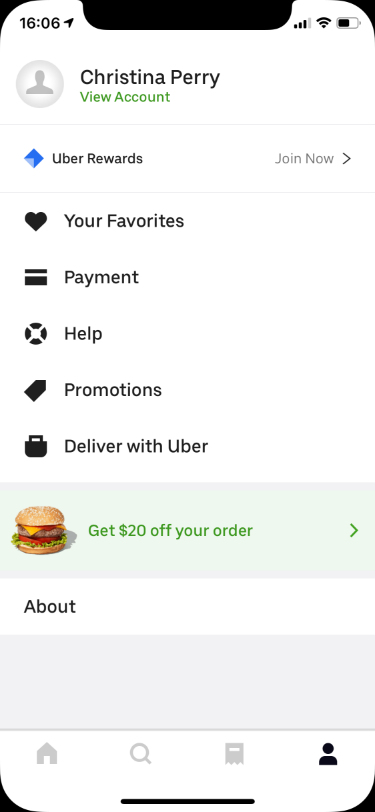 16:06
Christina Perry
View Account
Uber Rewards
Join Now
Your Favorites
Payment
Help
Promotions
Deliver with Uber
Get $20 off your order
About